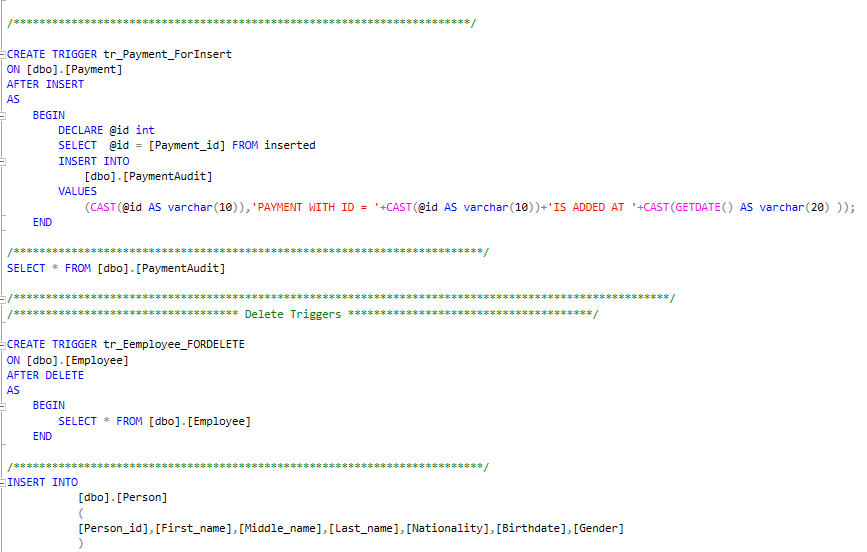 /***********************************************************************/
CREATE TRIGGER tr_Payment_ForInsert
ON [dbo].[Payment]
AFTER INSERT
AS
BEGIN
DECLARE @id int
SELECT  @id = [Payment_id] FROM inserted
INSERT INTO
[dbo].[PaymentAudit]
VALUES
(CAST(@id AS varchar(10)),'PAYMENT WITH ID = '+CAST(@id AS varchar(10))+'IS ADDED AT '+CAST(GETDATE() AS varchar(20) ));
END
/*************************************************************************/
SELECT * FROM [dbo].[PaymentAudit]
/******************************************************************************************************/
/*********************************** Delete Triggers **************************************/
CREATE TRIGGER tr_Eemployee_FORDELETE
ON [dbo].[Employee]
AFTER DELETE
AS
BEGIN
SELECT * FROM [dbo].[Employee]
END
/*************************************************************************/
INSERT INTO
[dbo].[Person]
(
[Person_id],[First_name],[Middle_name],[Last_name],[Nationality],[Birthdate],[Gender]
)